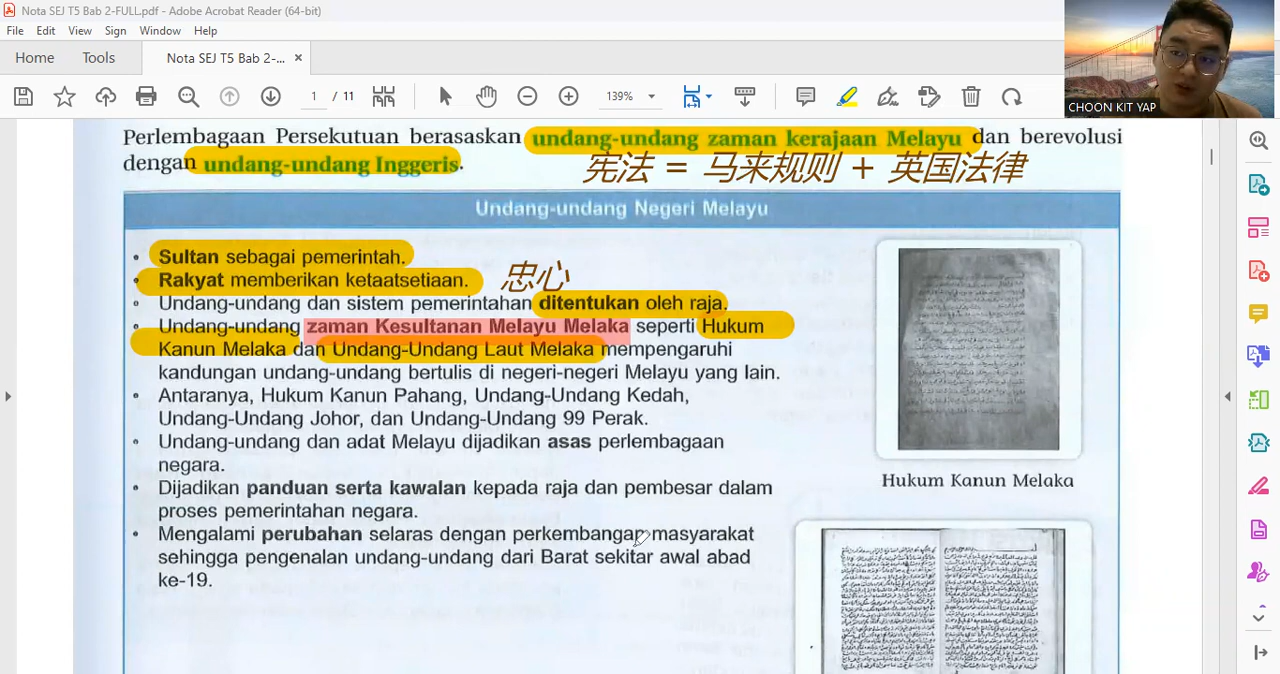 Nota SEJ T5 Bab 2-FULL.pdf - Adobe Acrobat Reader (64-bit)
File Edit View Sign Window Help
Home Tools Nota SEJ T5 Bab 2-... ×
1 / 11 139%
CHOON KIT YAP
Perlembagaan Persekutuan berasaskan undang-undang zaman kerajaan Melayu dan berevolusi
dengan undang-undang Inggeris.
宪法 = 马来规则 + 英国法律
Undang-undang Negeri Melayu
• Sultan sebagai pemerintah.
• Rakyat memberikan ketaatsetiaan. 忠心
• Undang-undang dan sistem pemerintahan ditentukan oleh raja.
• Undang-undang zaman Kesultanan Melayu Melaka seperti Hukum
Kanun Melaka dan Undang-Undang Laut Melaka mempengaruhi
kandungan undang-undang bertulis di negeri-negeri Melayu yang lain.
• Antaranya, Hukum Kanun Pahang, Undang-Undang Kedah,
Undang-Undang Johor, dan Undang-Undang 99 Perak.
• Undang-undang dan adat Melayu dijadikan asas perlembagaan
negara.
• Dijadikan panduan serta kawalan kepada raja dan pembesar dalam
proses pemerintahan negara.
• Mengalami perubahan selaras dengan perkembangan masyarakat
sehingga pengenalan undang-undang dari Barat sekitar awal abad
ke-19.
Hukum Kanun Melaka